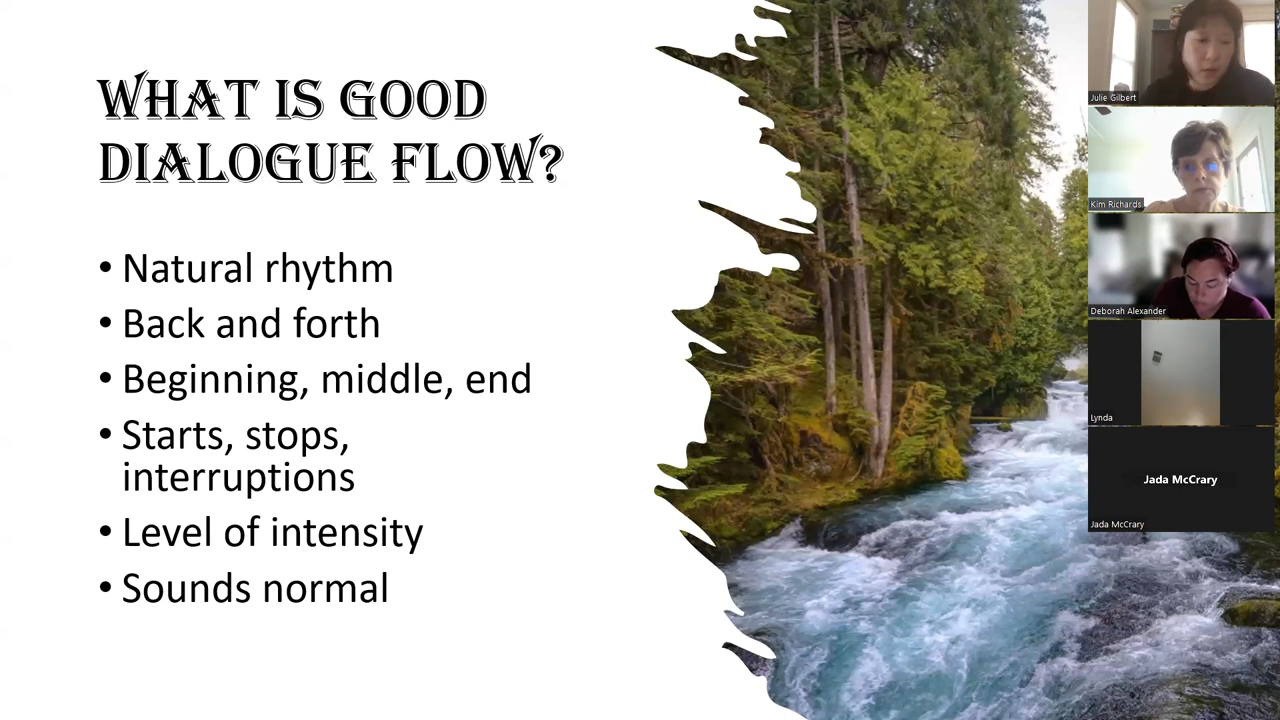 WHAT IS GOOD
DIALOGUE FLOW?
• Natural rhythm
• Back and forth
• Beginning, middle, end
• Starts, stops,
interruptions
• Level of intensity
• Sounds normal
Julie Gilbert
Kim Richards
Deborah Alexander
Lynda
Jada McCrary
Jada McCrary